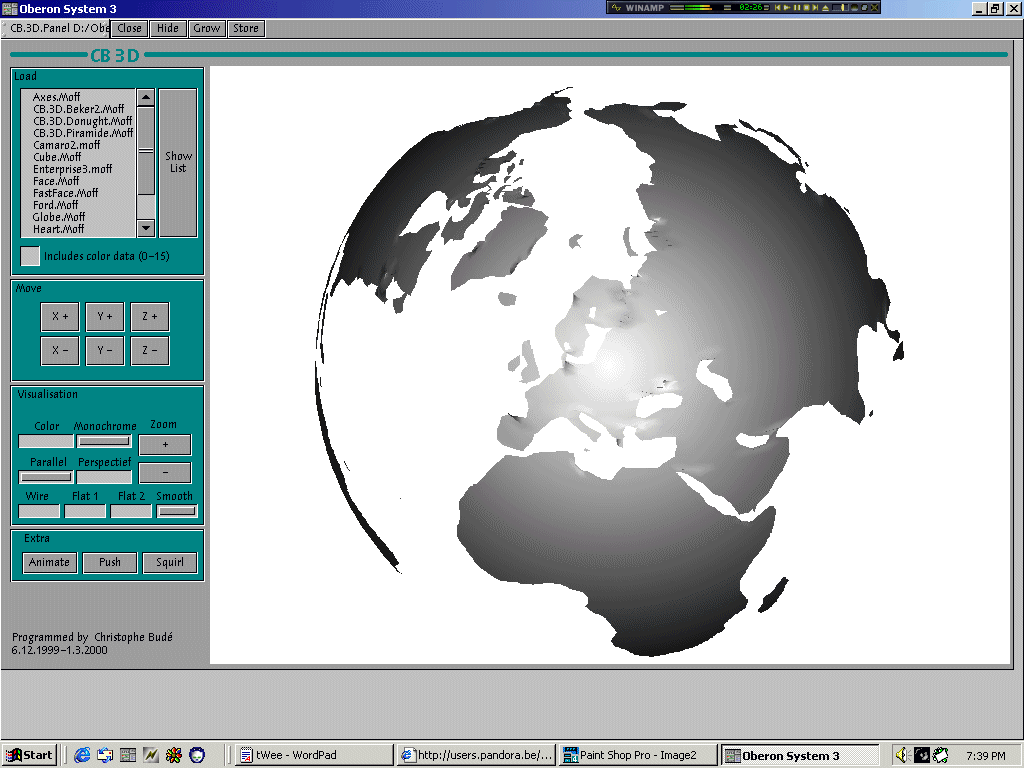 Oberon System 3
WINAMP 02:26
CB.3D.Panel D:/Obe Close Hide Grow Store
CB 3D
Load
Axes.Moff
CB.3D.Beker2.Moff
CB.3D.Donught.Moff
CB.3D.Piramide.Moff
Camaro2.moff
Cube.Moff
Enterprise3.moff
Face.Moff
FastFace.Moff
Ford.Moff
Globe.Moff
Heart.Moff
Show
List
Includes color data (0-15)
Move
X + Y + Z +
X - Y - Z -
Visualisation
Color Monochrome Zoom
+
Parallel Perspectief
-
Wire Flat 1 Flat 2 Smooth
Extra
Animate Push Squirl
Programmed by Christophe Budé
6.12.1999-1.3.2000
Start tWee - WordPad http://users.pandora.be/... Paint Shop Pro - Image2 Oberon System 3 7:39 PM